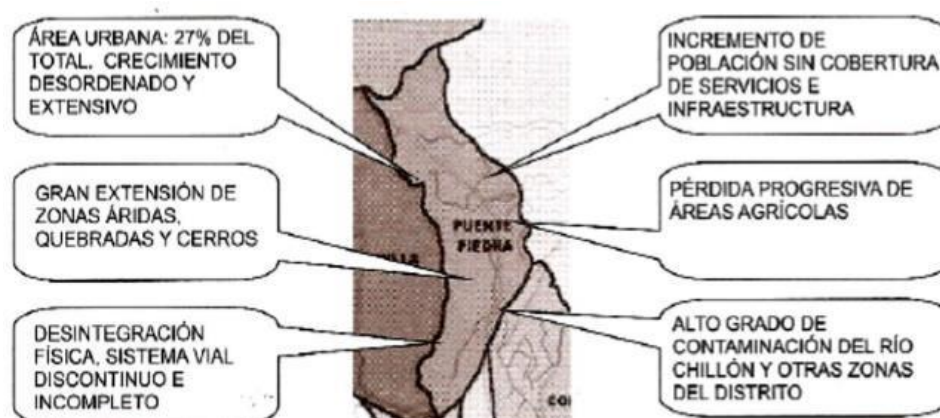 ÁREA URBANA: 27% DEL
TOTAL, CRECIMIENTO
DESORDENADO Y
EXTENSIVO
INCREMENTO DE
POBLACIÓN SIN COBERTURA
DE SERVICIOS E
INFRAESTRUCTURA
GRAN EXTENSIÓN DE
ZONAS ÁRIDAS,
QUEBRADAS Y CERROS
PÉRDIDA PROGRESIVA DE
ÁREAS AGRÍCOLAS
PUENTE
PIEDRA
DESINTEGRACIÓN
FÍSICA, SISTEMA VIAL
DISCONTINUO E
INCOMPLETO
ALTO GRADO DE
CONTAMINACIÓN DEL RÍO
CHILLÓN Y OTRAS ZONAS
DEL DISTRITO